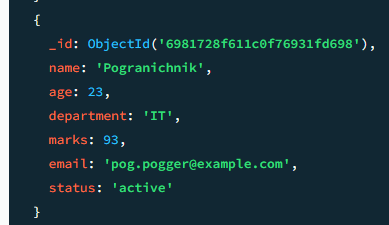 {
_id: ObjectId('6981728f611c0f76931fd698'),
name: 'Pogranichnik',
age: 23,
department: 'IT',
marks: 93,
email: 'pog.pogger@example.com',
status: 'active'
}